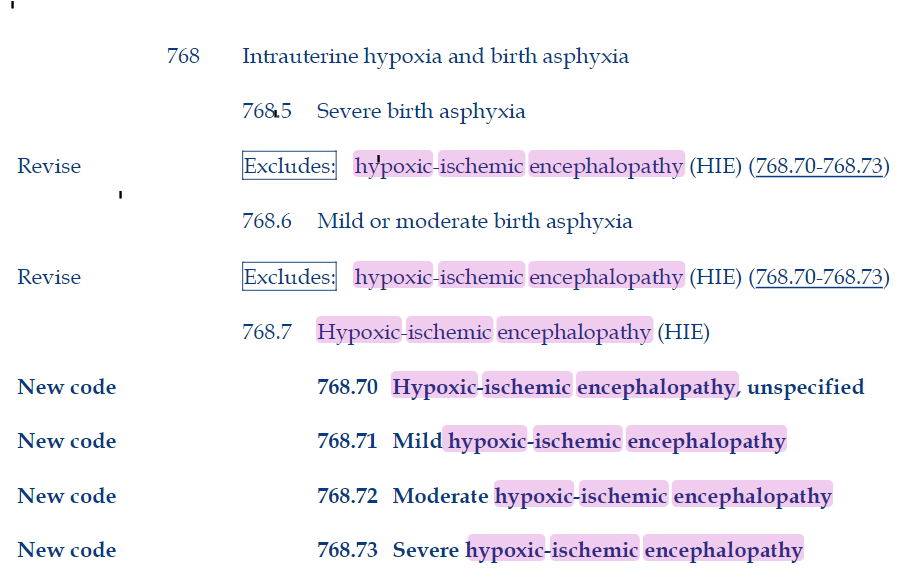 768 Intrauterine hypoxia and birth asphyxia
768.5 Severe birth asphyxia
Revise Excludes: hypoxic-ischemic encephalopathy (HIE) (768.70-768.73)
768.6 Mild or moderate birth asphyxia
Revise Excludes: hypoxic-ischemic encephalopathy (HIE) (768.70-768.73)
768.7 Hypoxic-ischemic encephalopathy (HIE)
New code 768.70 Hypoxic-ischemic encephalopathy, unspecified
New code 768.71 Mild hypoxic-ischemic encephalopathy
New code 768.72 Moderate hypoxic-ischemic encephalopathy
New code 768.73 Severe hypoxic-ischemic encephalopathy